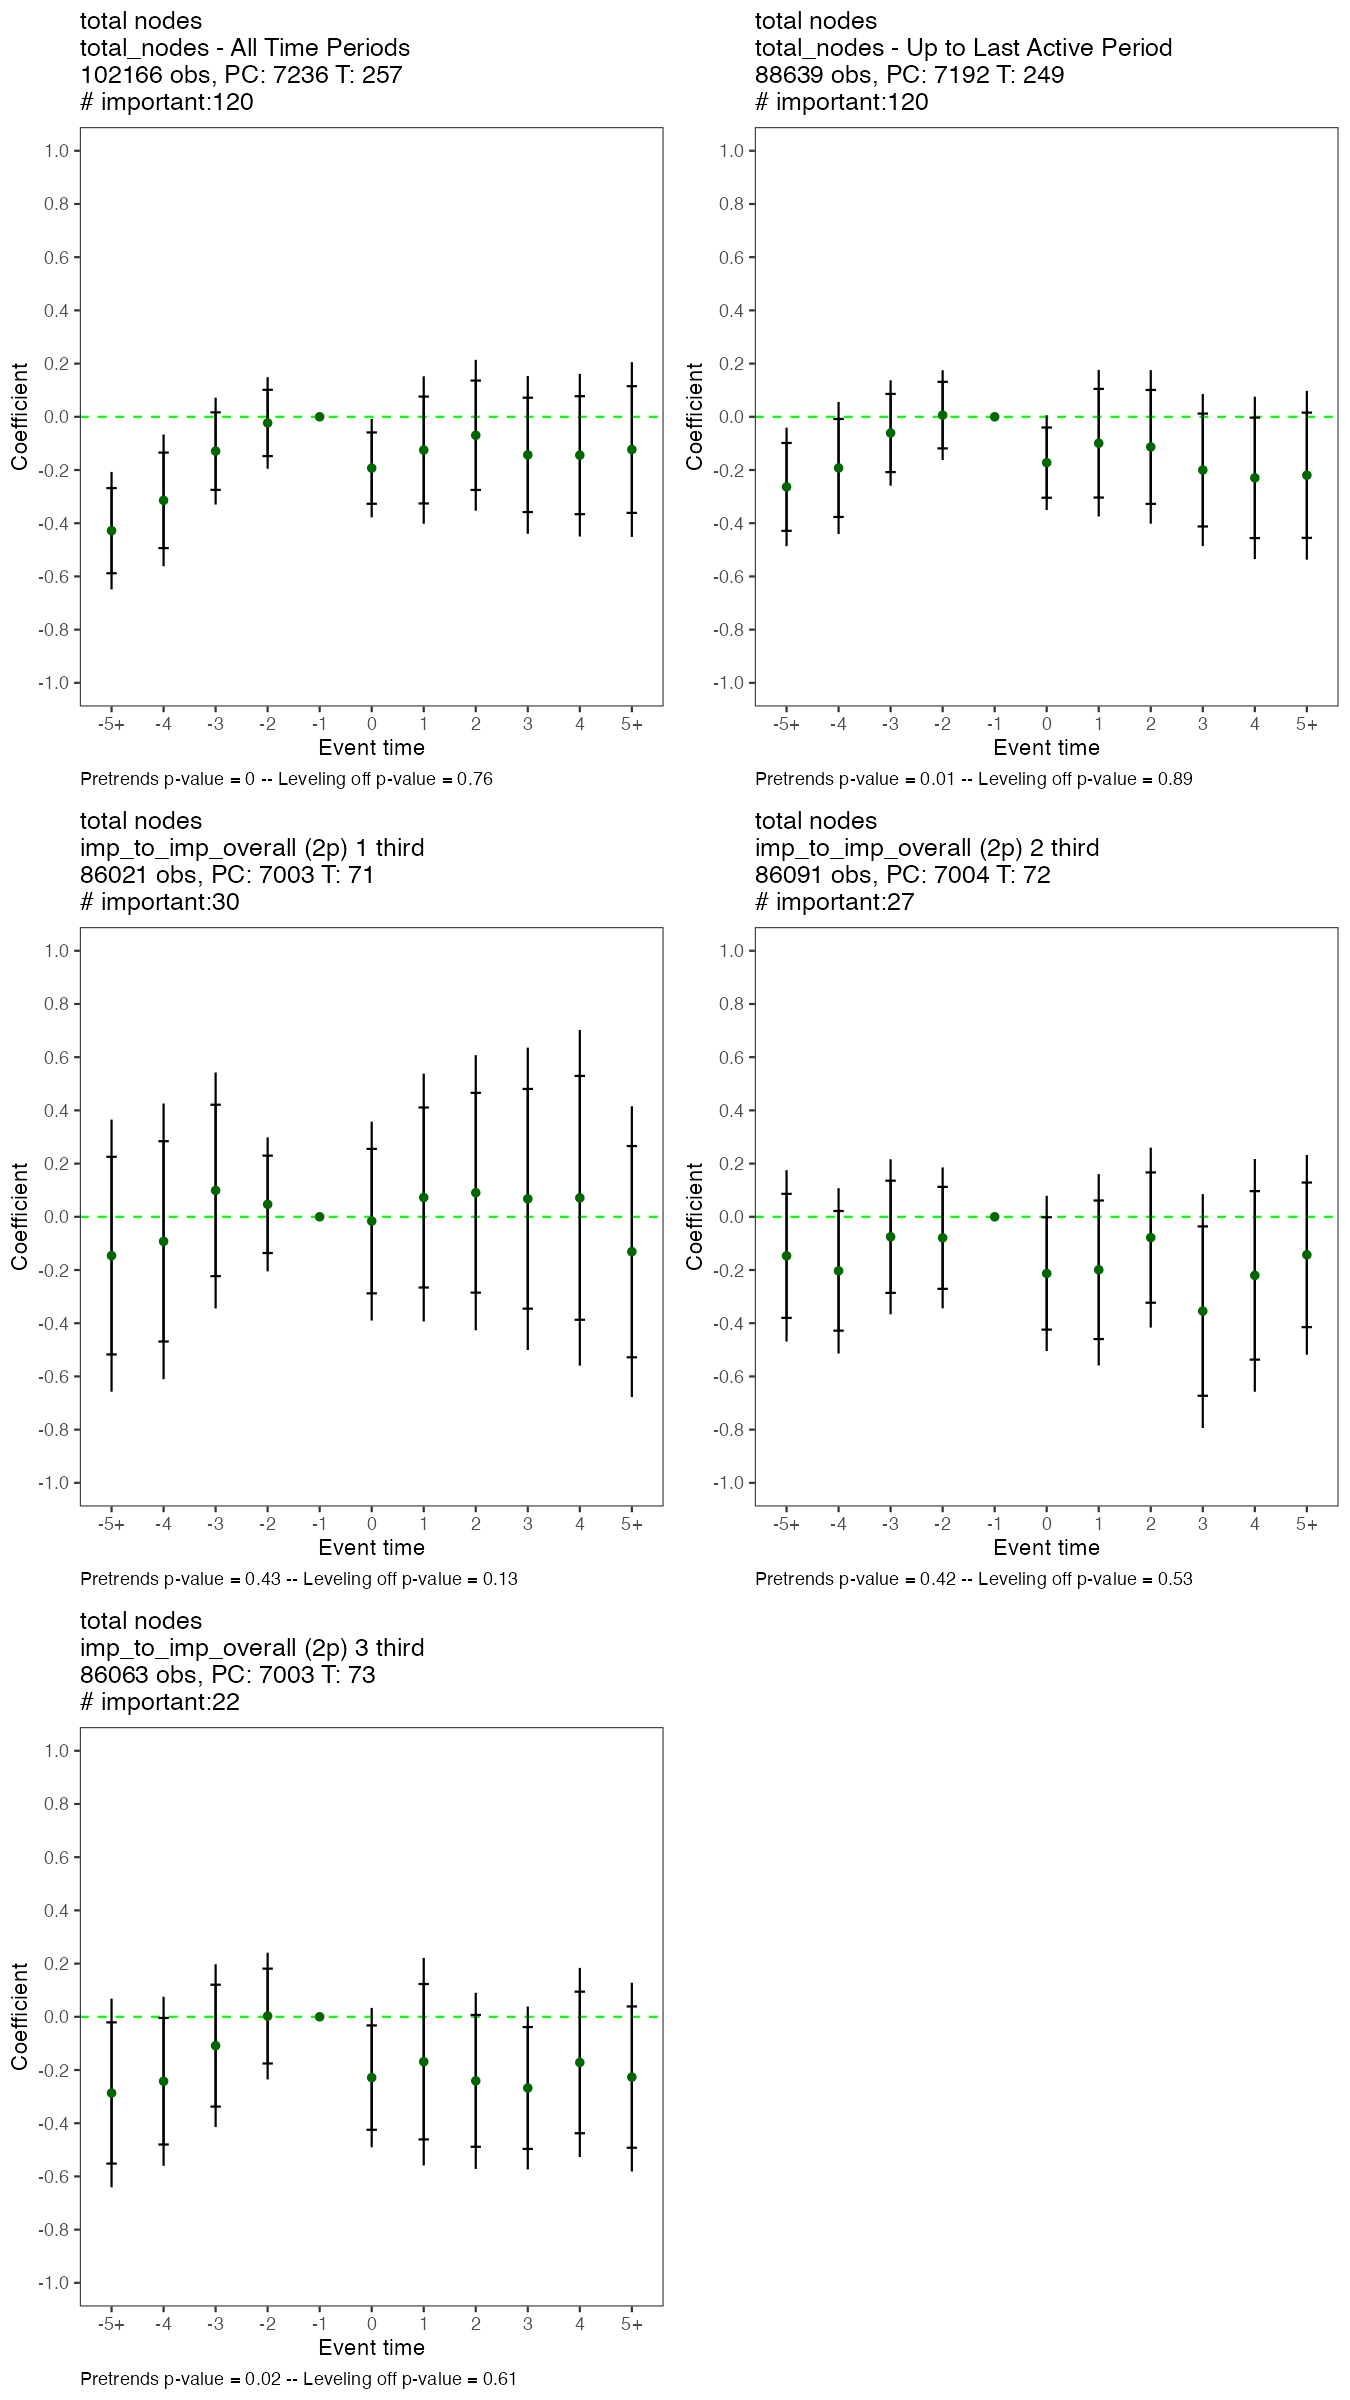 total nodes
total_nodes - All Time Periods
102166 obs, PC: 7236 T: 257
# important:120
1.0
0.8
0.6
0.4
0.2
0.0
-0.2
-0.4
-0.6
-0.8
-1.0
Coefficient
-5+ -4 -3 -2 -1 0 1 2 3 4 5+
Event time
Pretrends p-value = 0 -- Leveling off p-value = 0.76
total nodes
total_nodes - Up to Last Active Period
88639 obs, PC: 7192 T: 249
# important:120
1.0
0.8
0.6
0.4
0.2
0.0
-0.2
-0.4
-0.6
-0.8
-1.0
Coefficient
-5+ -4 -3 -2 -1 0 1 2 3 4 5+
Event time
Pretrends p-value = 0.01 -- Leveling off p-value = 0.89
total nodes
imp_to_imp_overall (2p) 1 third
86021 obs, PC: 7003 T: 71
# important:30
1.0
0.8
0.6
0.4
0.2
0.0
-0.2
-0.4
-0.6
-0.8
-1.0
Coefficient
-5+ -4 -3 -2 -1 0 1 2 3 4 5+
Event time
Pretrends p-value = 0.43 -- Leveling off p-value = 0.13
total nodes
imp_to_imp_overall (2p) 2 third
86091 obs, PC: 7004 T: 72
# important:27
1.0
0.8
0.6
0.4
0.2
0.0
-0.2
-0.4
-0.6
-0.8
-1.0
Coefficient
-5+ -4 -3 -2 -1 0 1 2 3 4 5+
Event time
Pretrends p-value = 0.42 -- Leveling off p-value = 0.53
total nodes
imp_to_imp_overall (2p) 3 third
86063 obs, PC: 7003 T: 73
# important:22
1.0
0.8
0.6
0.4
0.2
0.0
-0.2
-0.4
-0.6
-0.8
-1.0
Coefficient
-5+ -4 -3 -2 -1 0 1 2 3 4 5+
Event time
Pretrends p-value = 0.02 -- Leveling off p-value = 0.61